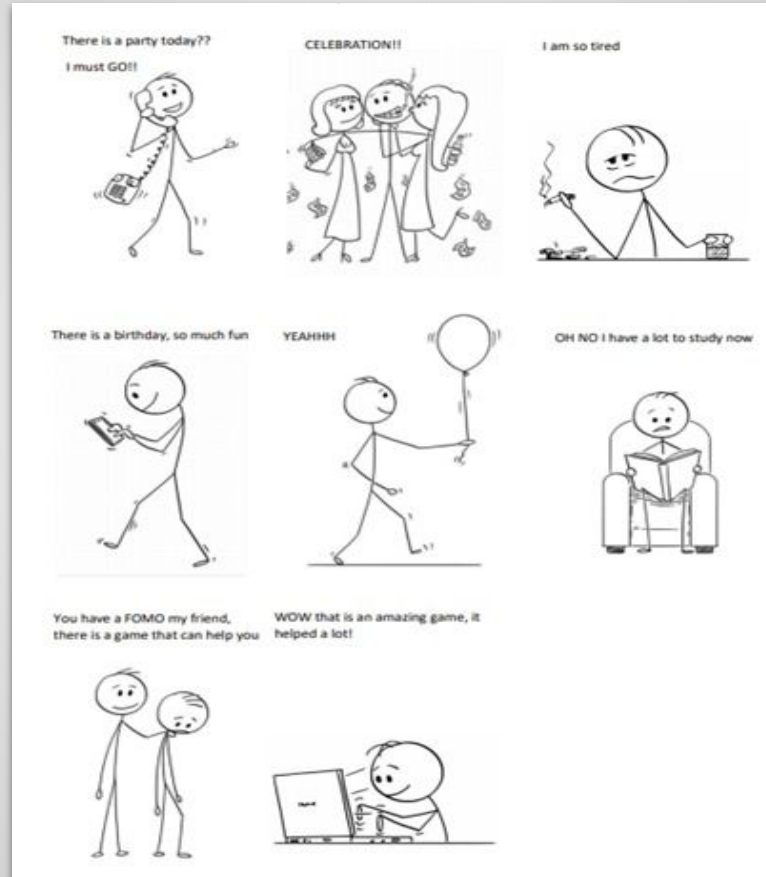 There is a party today??
I must GO!!
CELEBRATION!!
I am so tired
There is a birthday, so much fun
YEAHHH
OH NO I have a lot to study now
You have a FOMO my friend,
there is a game that can help you
WOW that is an amazing game, it
helped a lot!